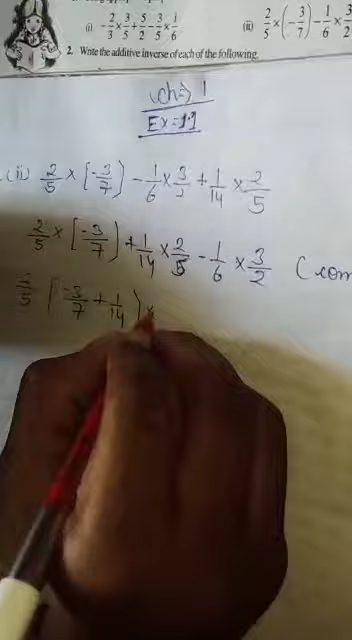 (i) -2/3 × 3/5 + 5/2 - 3/5 × 1/6 (ii) 2/5 × (-3/7) - 1/6 × 3/2
2. Write the additive inverse of each of the following.
ch ⇒ 1
Ex = 1.1
(ii) 2/5 × [-3/7) - 1/6 × 3/2 + 1/14 × 2/5
2/5 × [-3/7) + 1/14 × 2/5 - 1/6 × 3/2 (com
2/5 [-3/7 + 1/14)